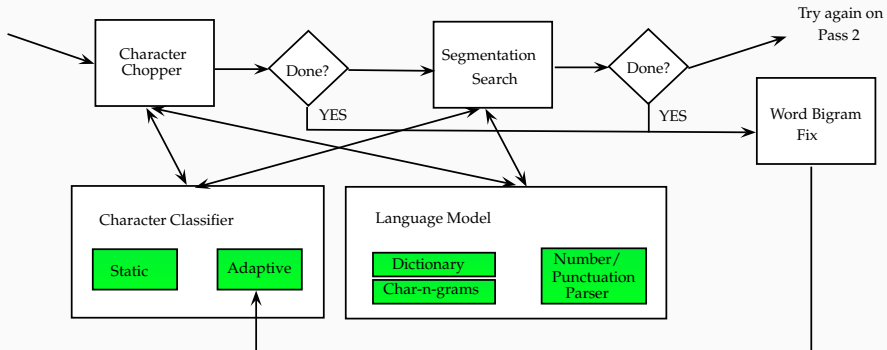 Try again on
Pass 2
Character
Chopper
Done?
Segmentation
Search
Done?
YES
YES
Word Bigram
Fix
Character Classifier
Static
Adaptive
Language Model
Dictionary
Char-n-grams
Number/
Punctuation
Parser